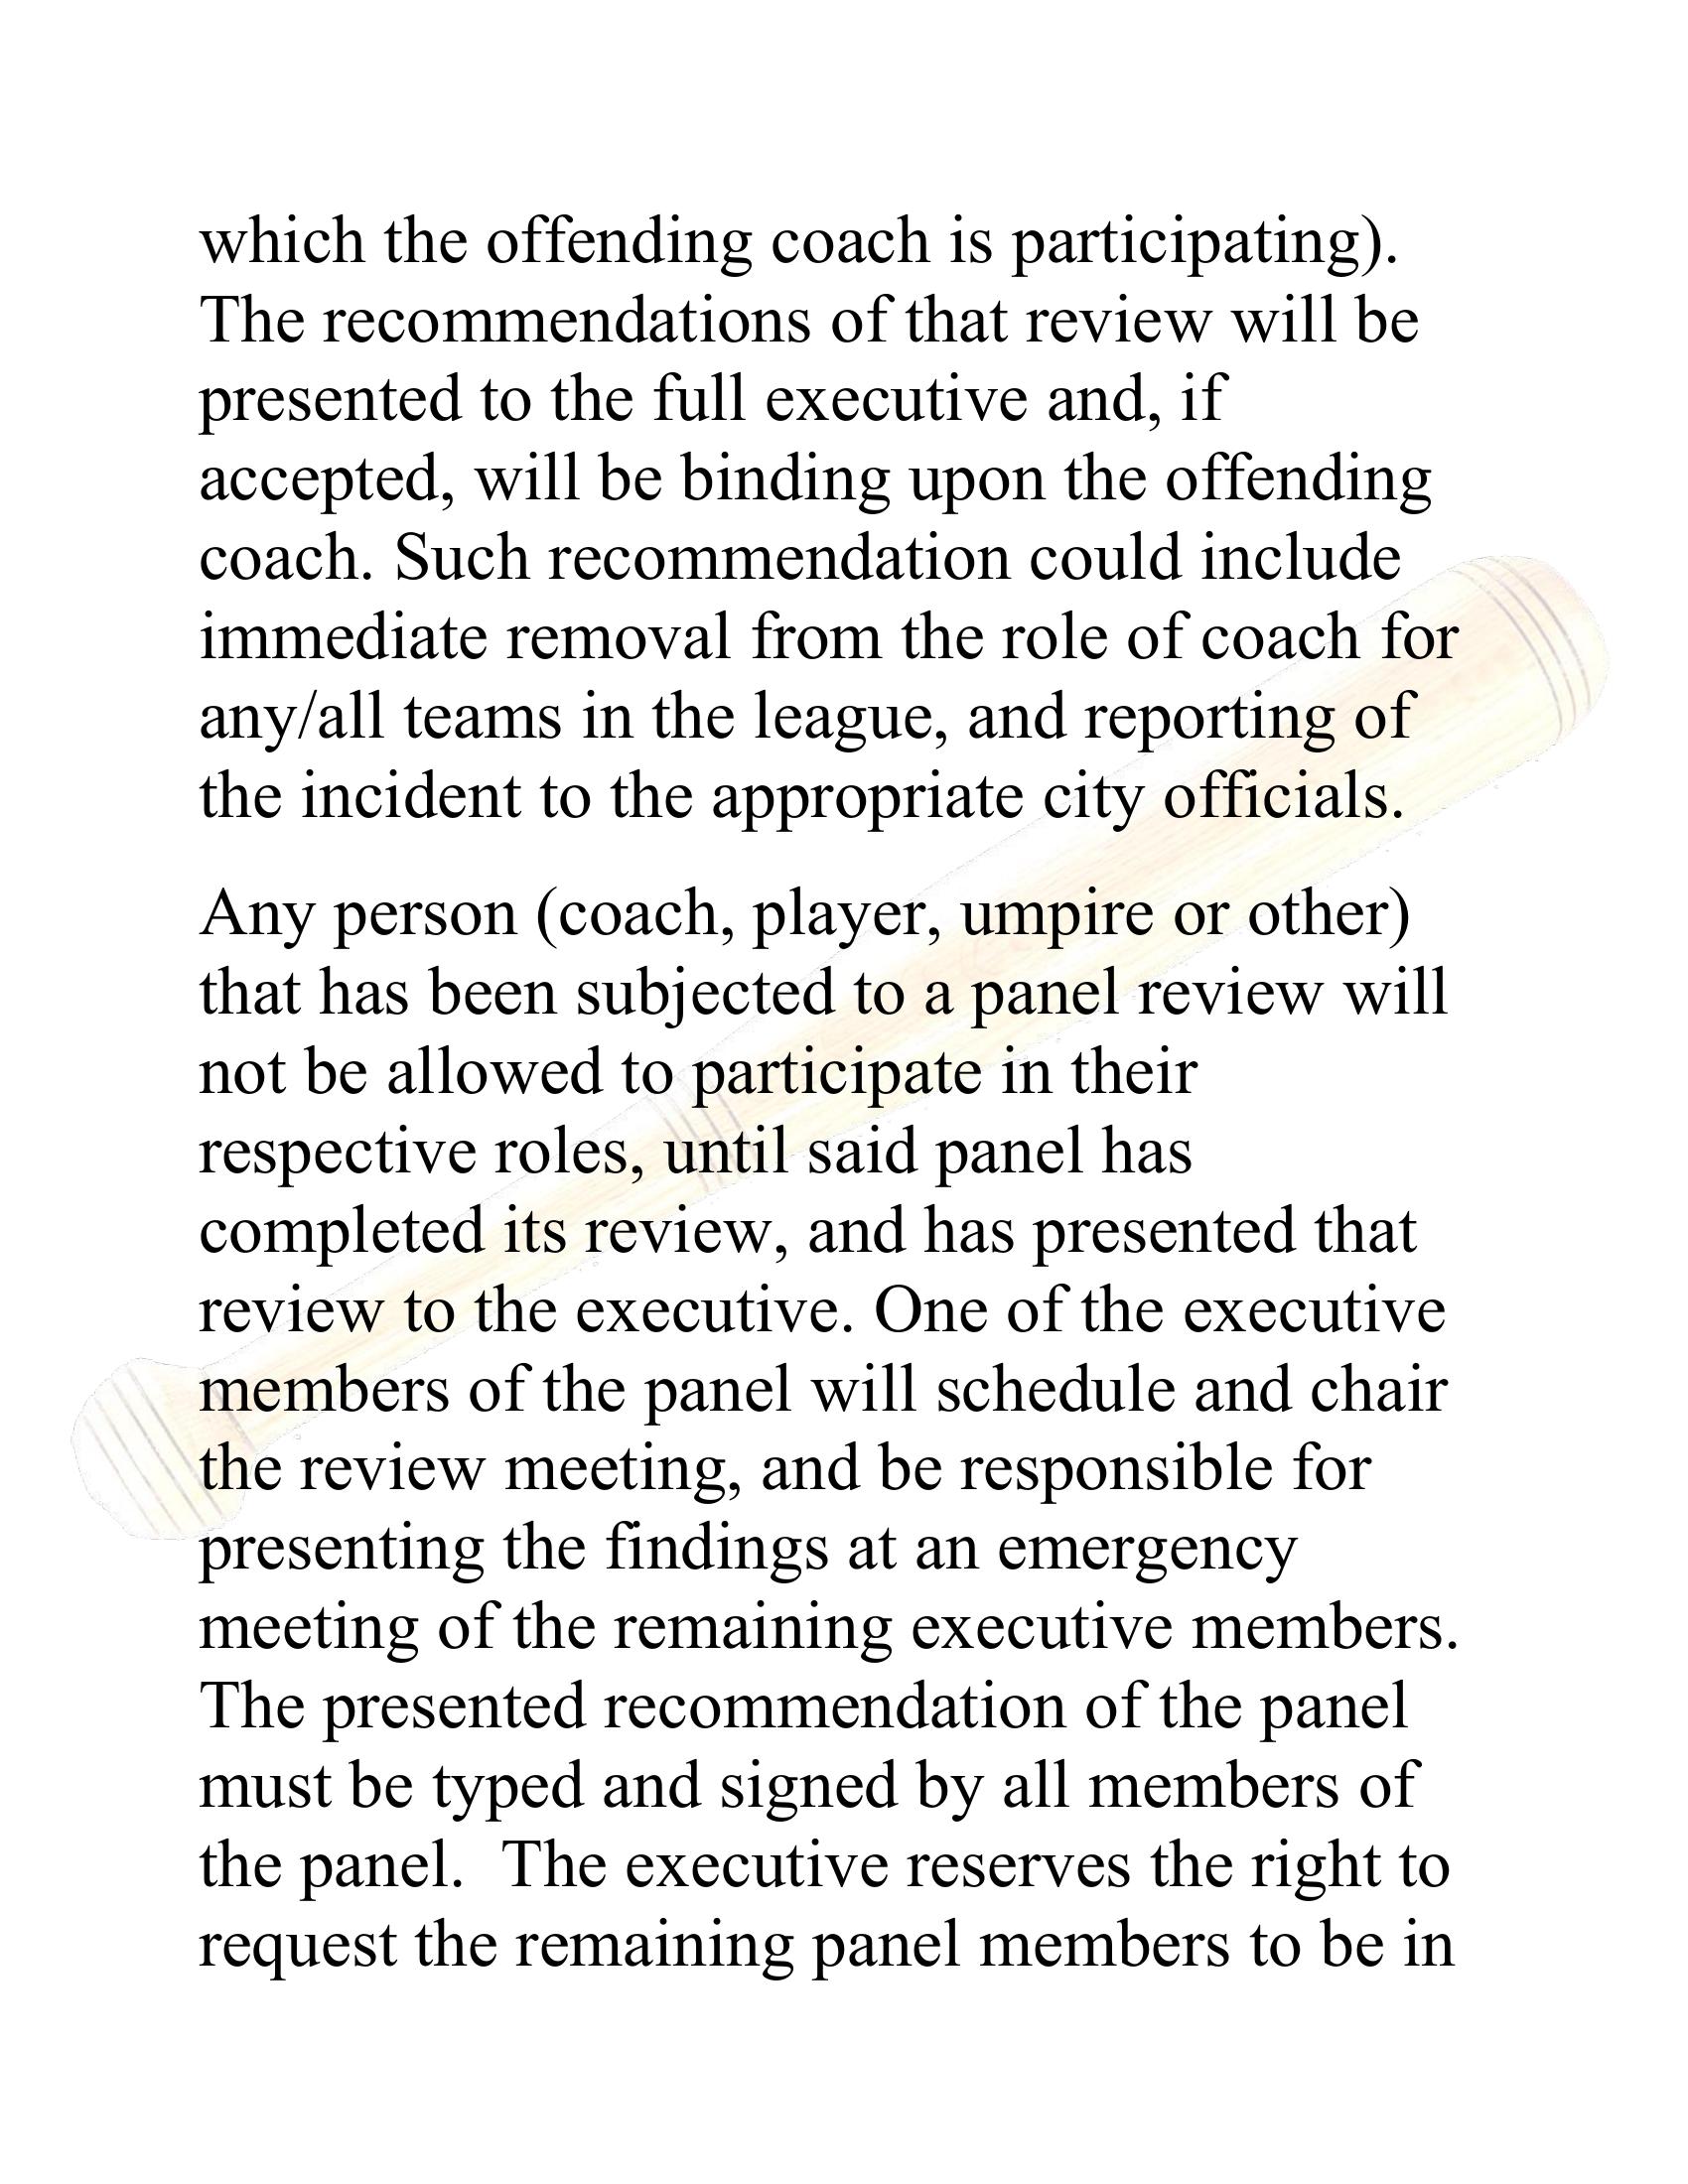 which the offending coach is participating).
The recommendations of that review will be
presented to the full executive and, if
accepted, will be binding upon the offending
coach. Such recommendation could include
immediate removal from the role of coach for
any/all teams in the league, and reporting of
the incident to the appropriate city officials.
Any person (coach, player, umpire or other)
that has been subjected to a panel review will
not be allowed to participate in their
respective roles, until said panel has
completed its review, and has presented that
review to the executive. One of the executive
members of the panel will schedule and chair
the review meeting, and be responsible for
presenting the findings at an emergency
meeting of the remaining executive members.
The presented recommendation of the panel
must be typed and signed by all members of
the panel.  The executive reserves the right to
request the remaining panel members to be in